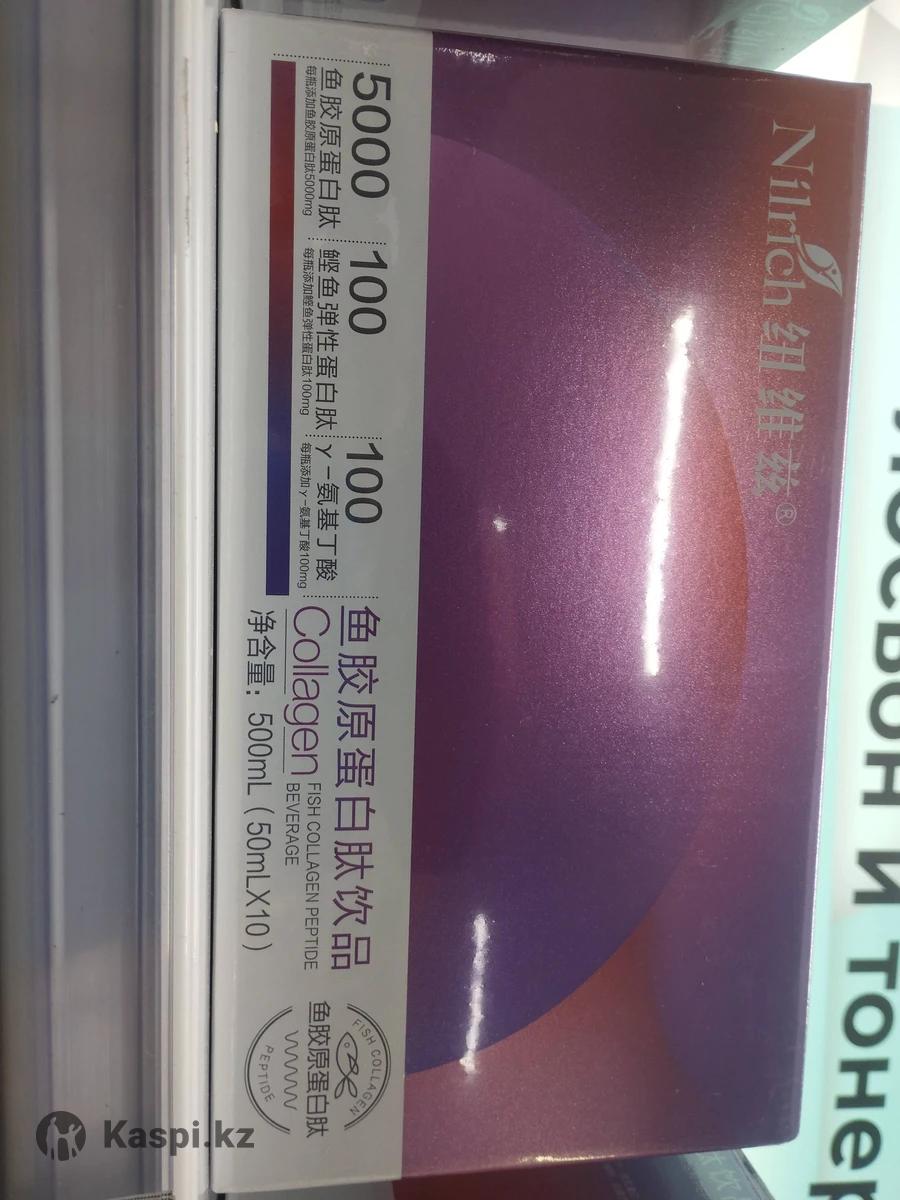 Nilrich 纽维兹®
5000
鱼胶原蛋白肽
每瓶添加鱼胶原蛋白肽5000mg
100
鲣鱼弹性蛋白肽
每瓶添加鲣鱼弹性蛋白肽100mg
100
γ-氨基丁酸
每瓶添加γ-氨基丁酸100mg
鱼胶原蛋白肽饮品
Collagen FISH COLLAGEN PEPTIDE
BEVERAGE
净含量: 500mL (50mLX10)
FISH COLLAGEN
鱼胶原蛋白肽
PEPTIDE
и тонер
Kaspi.kz